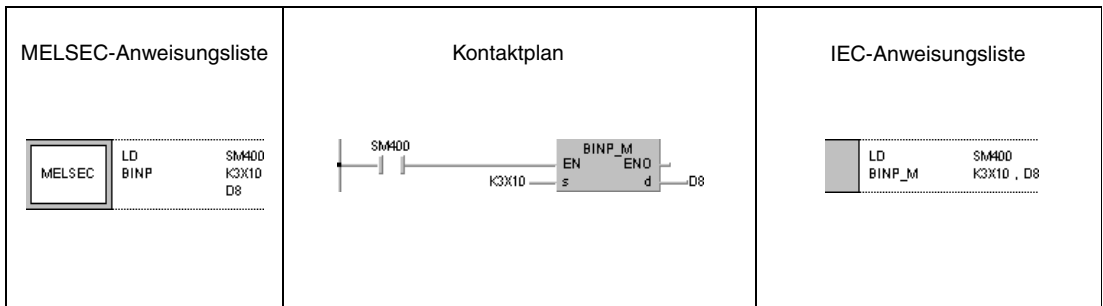 MELSEC-Anweisungsliste
MELSEC
LD SM400
BINP K3X10
D8
Kontaktplan
SM400
BINP_M
EN ENO
K3X10 s d D8
IEC-Anweisungsliste
LD SM400
BINP_M K3X10 , D8